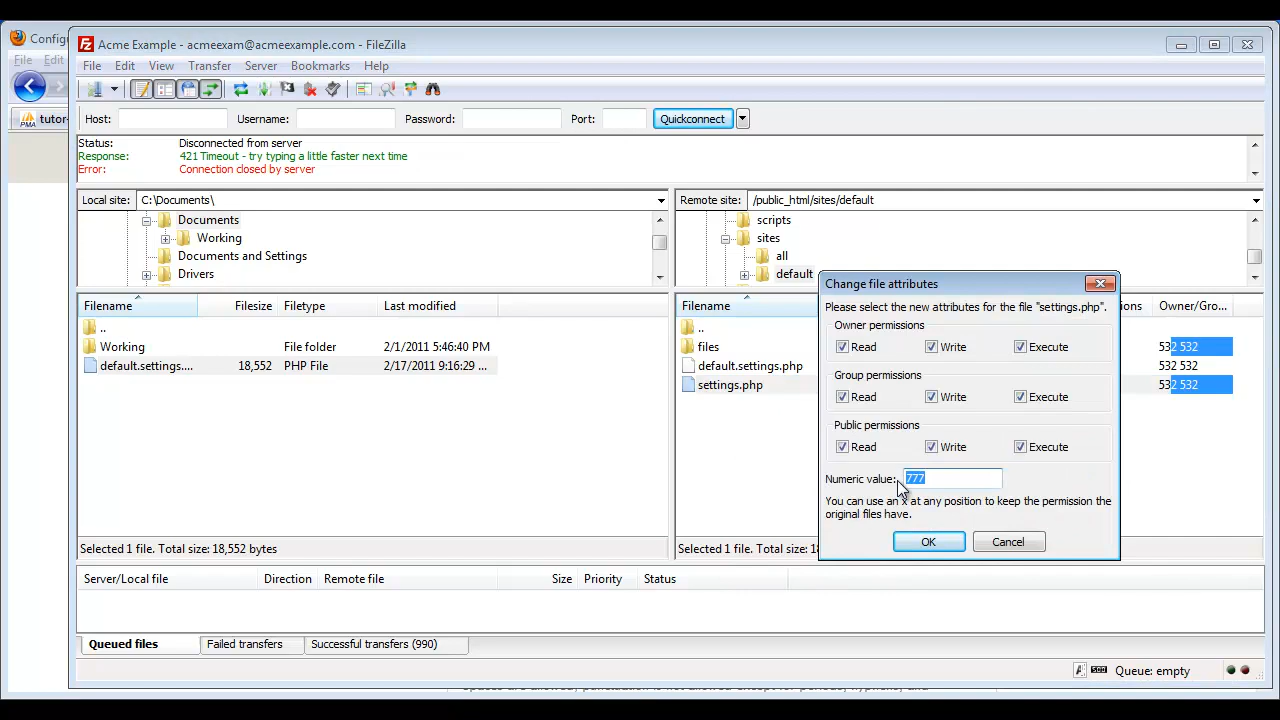 Configu
Acme Example - acmeexam@acmeexample.com - FileZilla
File Edit
File Edit View Transfer Server Bookmarks Help
PMA tutor-
Host: Username: Password: Port: Quickconnect
Status: Disconnected from server
Response: 421 Timeout - try typing a little faster next time
Error: Connection closed by server
Local site: C:\Documents\
Documents
Working
Documents and Settings
Drivers
Filename Filesize Filetype Last modified
..
Working File folder 2/1/2011 5:46:40 PM
default.settings.... 18,552 PHP File 2/17/2011 9:16:29 ...
Selected 1 file. Total size: 18,552 bytes
Remote site: /public_html/sites/default
scripts
sites
all
default
Filename ions Owner/Gro...
..
files 532 532
default.settings.php 532 532
settings.php 532 532
Selected 1 file. Total size: 18
Change file attributes
Please select the new attributes for the file "settings.php".
Owner permissions
Read Write Execute
Group permissions
Read Write Execute
Public permissions
Read Write Execute
Numeric value: 777
You can use an x at any position to keep the permission the
original files have.
OK Cancel
Server/Local file Direction Remote file Size Priority Status
Queued files Failed transfers Successful transfers (990)
Queue: empty